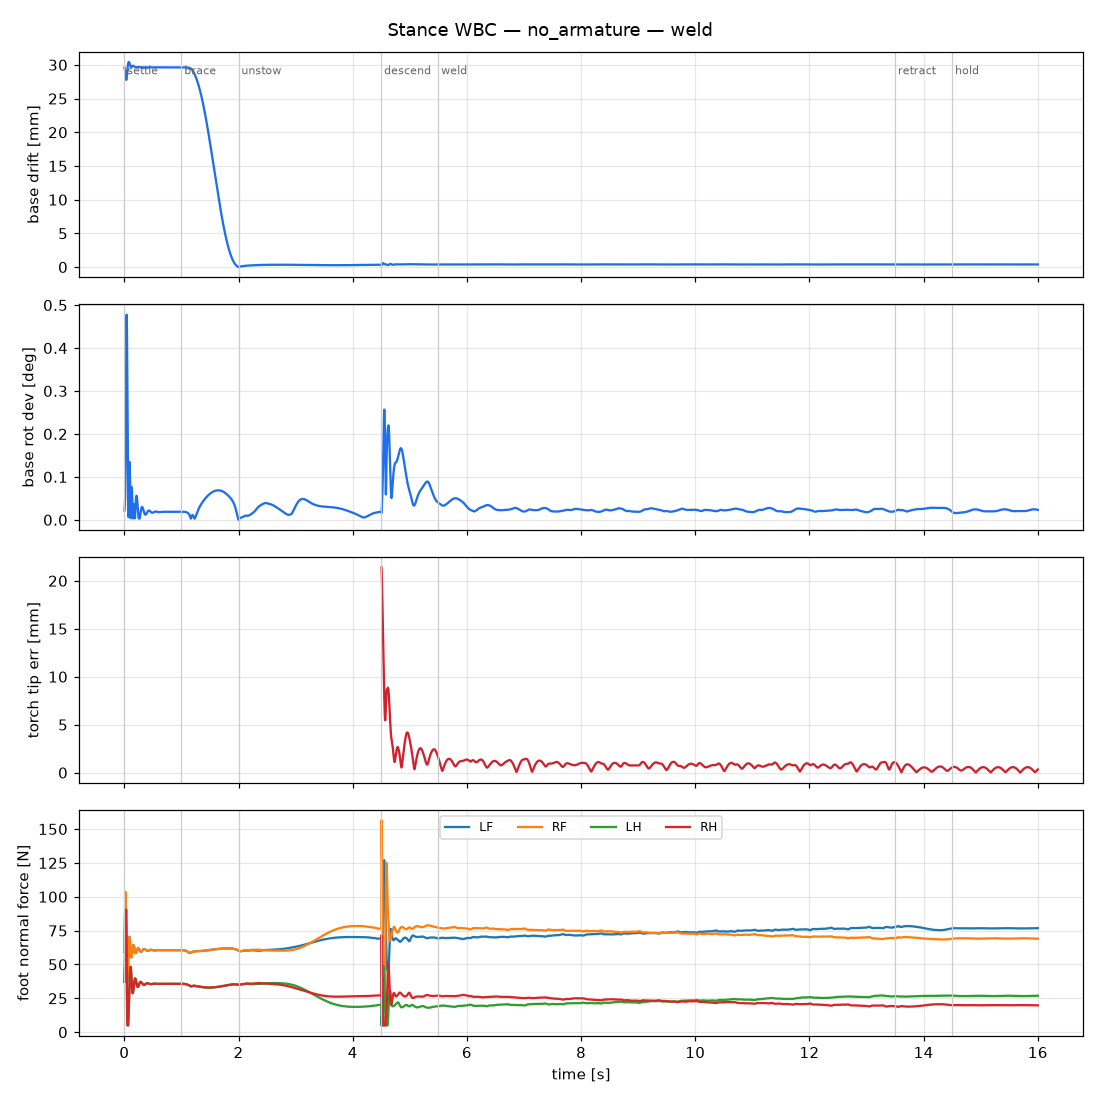 Stance WBC — no_armature — weld
settle brace unstow descend weld retract hold
base drift [mm]
30
25
20
15
10
5
0
base rot dev [deg]
0.5
0.4
0.3
0.2
0.1
0.0
torch tip err [mm]
20
15
10
5
0
LF RF LH RH
foot normal force [N]
150
125
100
75
50
25
0
0 2 4 6 8 10 12 14 16
time [s]